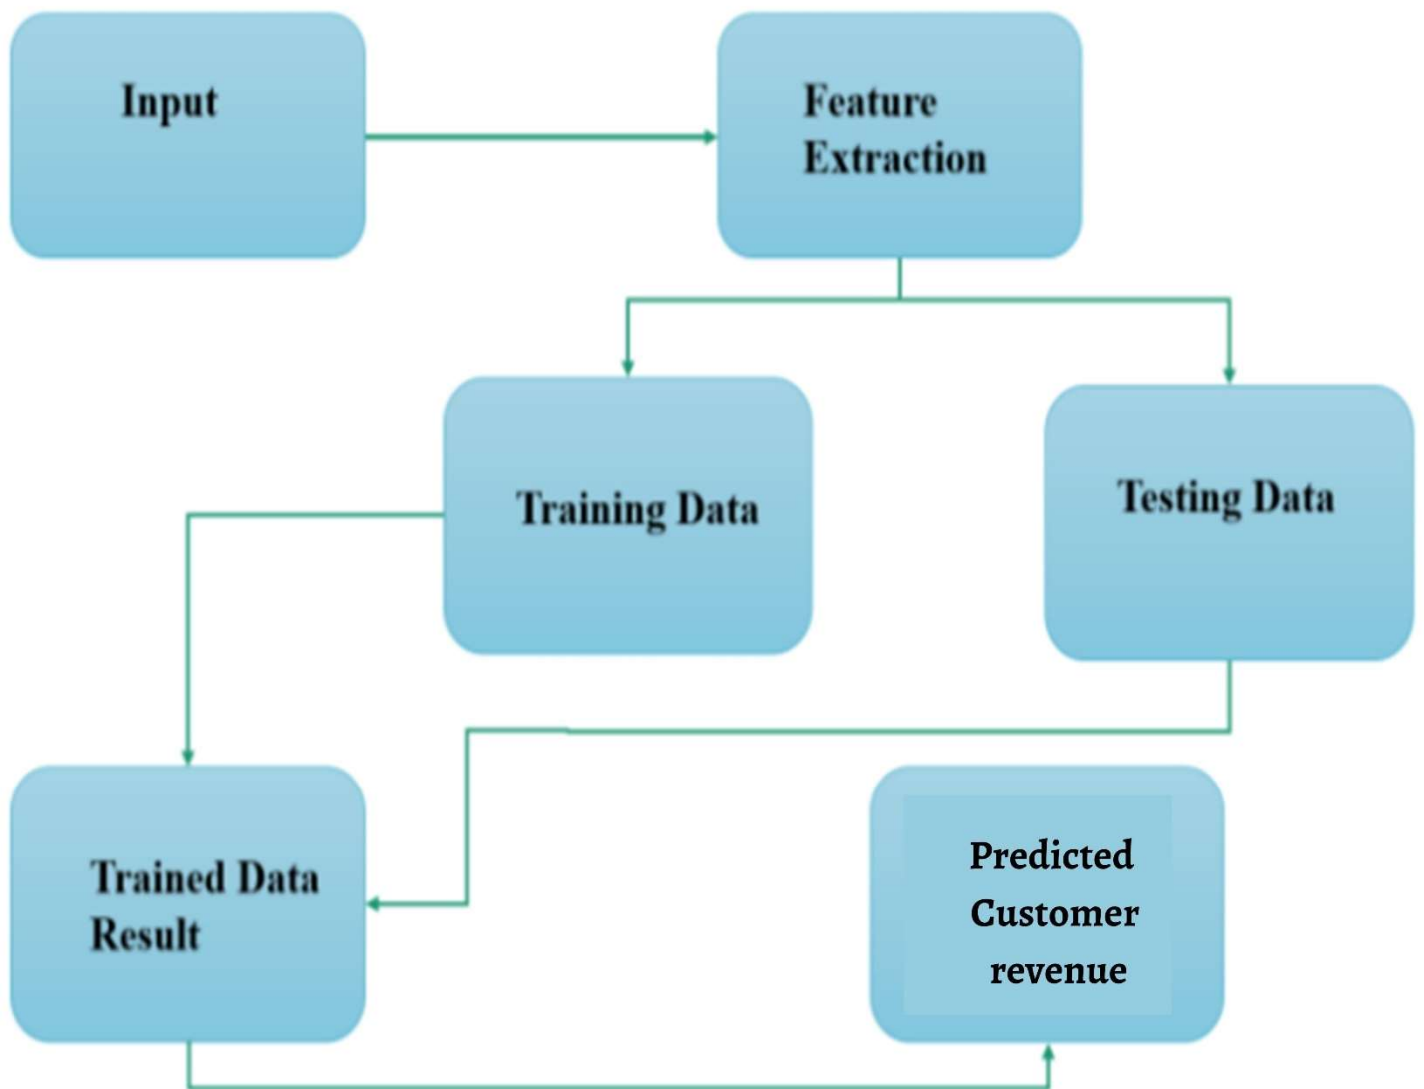 Input
Feature
Extraction
Training Data
Testing Data
Trained Data
Result
Predicted
Customer
revenue